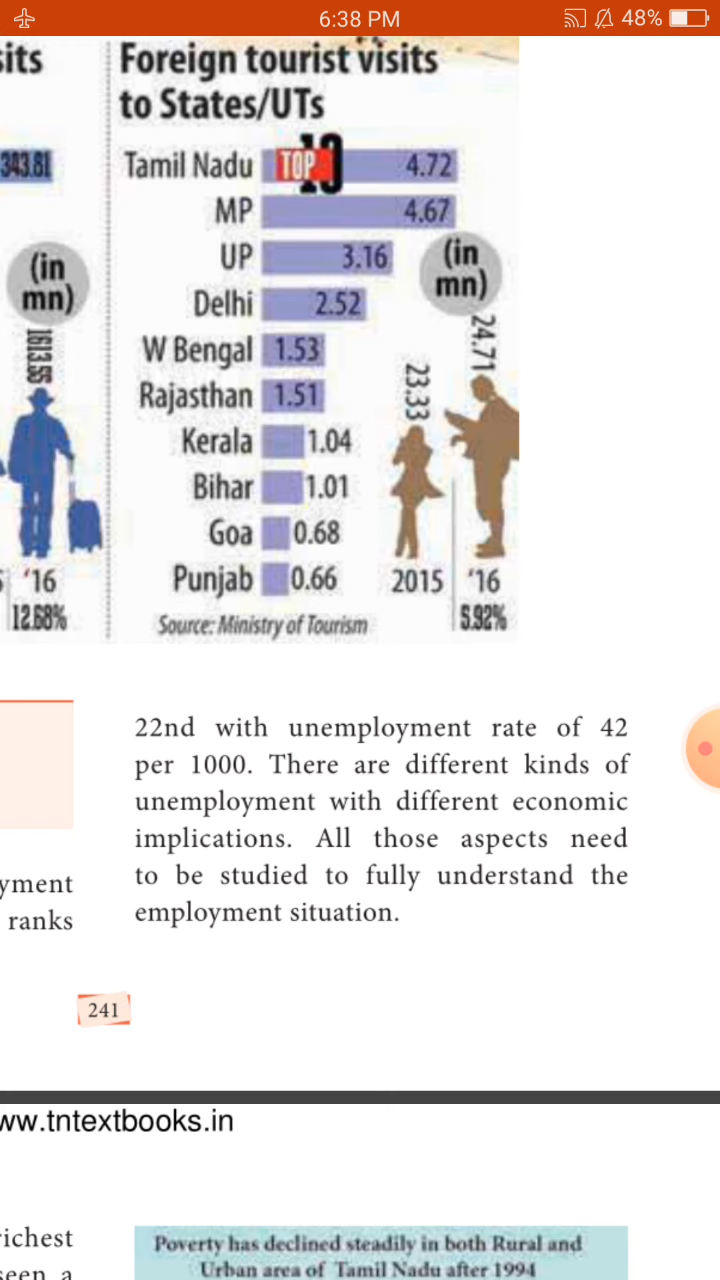 6:38 PM
48%
sits
Foreign tourist visits
to States/UTs
343.81
Tamil Nadu TOP 10 4.72
MP 4.67
UP 3.16
(in
mn)
(in
mn)
Delhi 2.52
24.71
1613.55
W Bengal 1.53
23.33
Rajasthan 1.51
Kerala 1.04
Bihar 1.01
Goa 0.68
'16
Punjab 0.66
2015 '16
12.68%
Source: Ministry of Tourism
5.92%
yment
ranks
22nd with unemployment rate of 42
per 1000. There are different kinds of
unemployment with different economic
implications. All those aspects need
to be studied to fully understand the
employment situation.
241
ww.tntextbooks.in
richest
seen a
Poverty has declined steadily in both Rural and
Urban area of Tamil Nadu after 1994